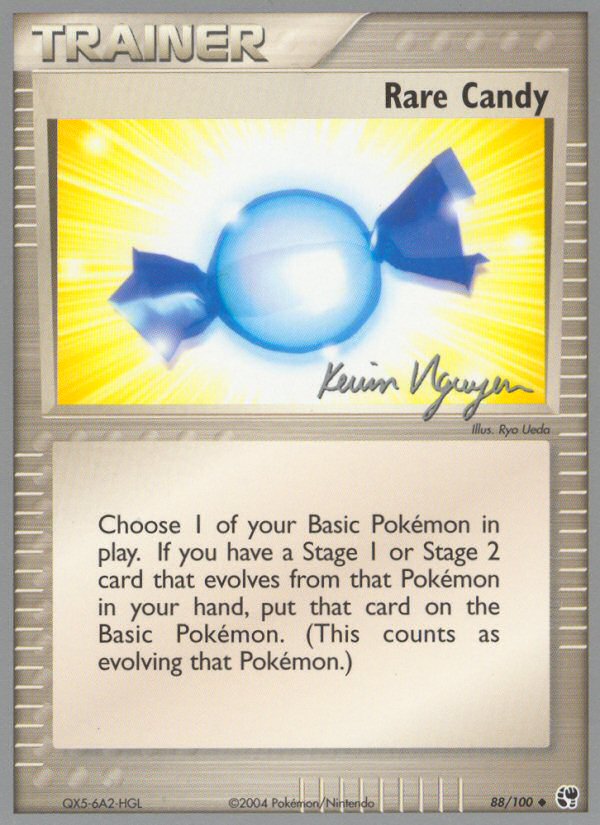 TRAINER
Rare Candy
Kevin Nguyen
Illus. Ryo Ueda
Choose 1 of your Basic Pokémon in
play. If you have a Stage 1 or Stage 2
card that evolves from that Pokémon
in your hand, put that card on the
Basic Pokémon. (This counts as
evolving that Pokémon.)
QX5-6A2-HGL
©2004 Pokémon/Nintendo
88/100